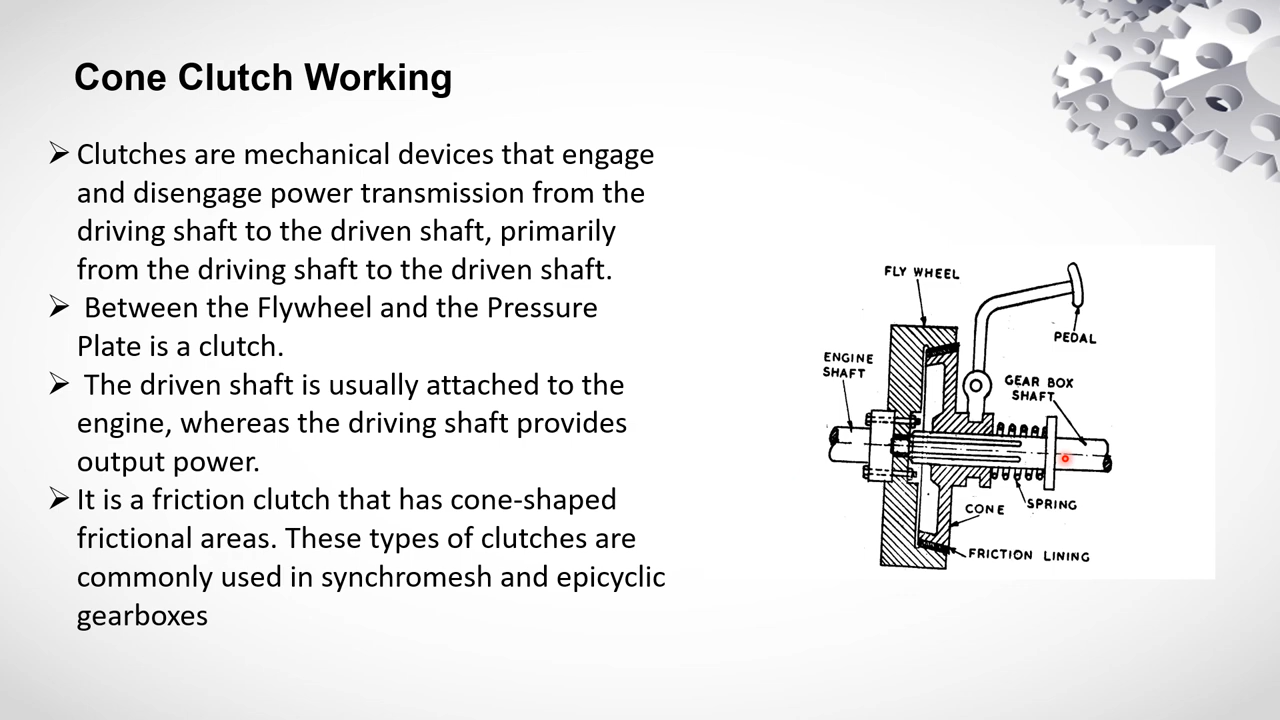 Cone Clutch Working
➢ Clutches are mechanical devices that engage
and disengage power transmission from the
driving shaft to the driven shaft, primarily
from the driving shaft to the driven shaft.
➢ Between the Flywheel and the Pressure
Plate is a clutch.
➢ The driven shaft is usually attached to the
engine, whereas the driving shaft provides
output power.
➢ It is a friction clutch that has cone-shaped
frictional areas. These types of clutches are
commonly used in synchromesh and epicyclic
gearboxes
FLY WHEEL
PEDAL
ENGINE
SHAFT
GEAR BOX
SHAFT
SPRING
CONE
FRICTION LINING